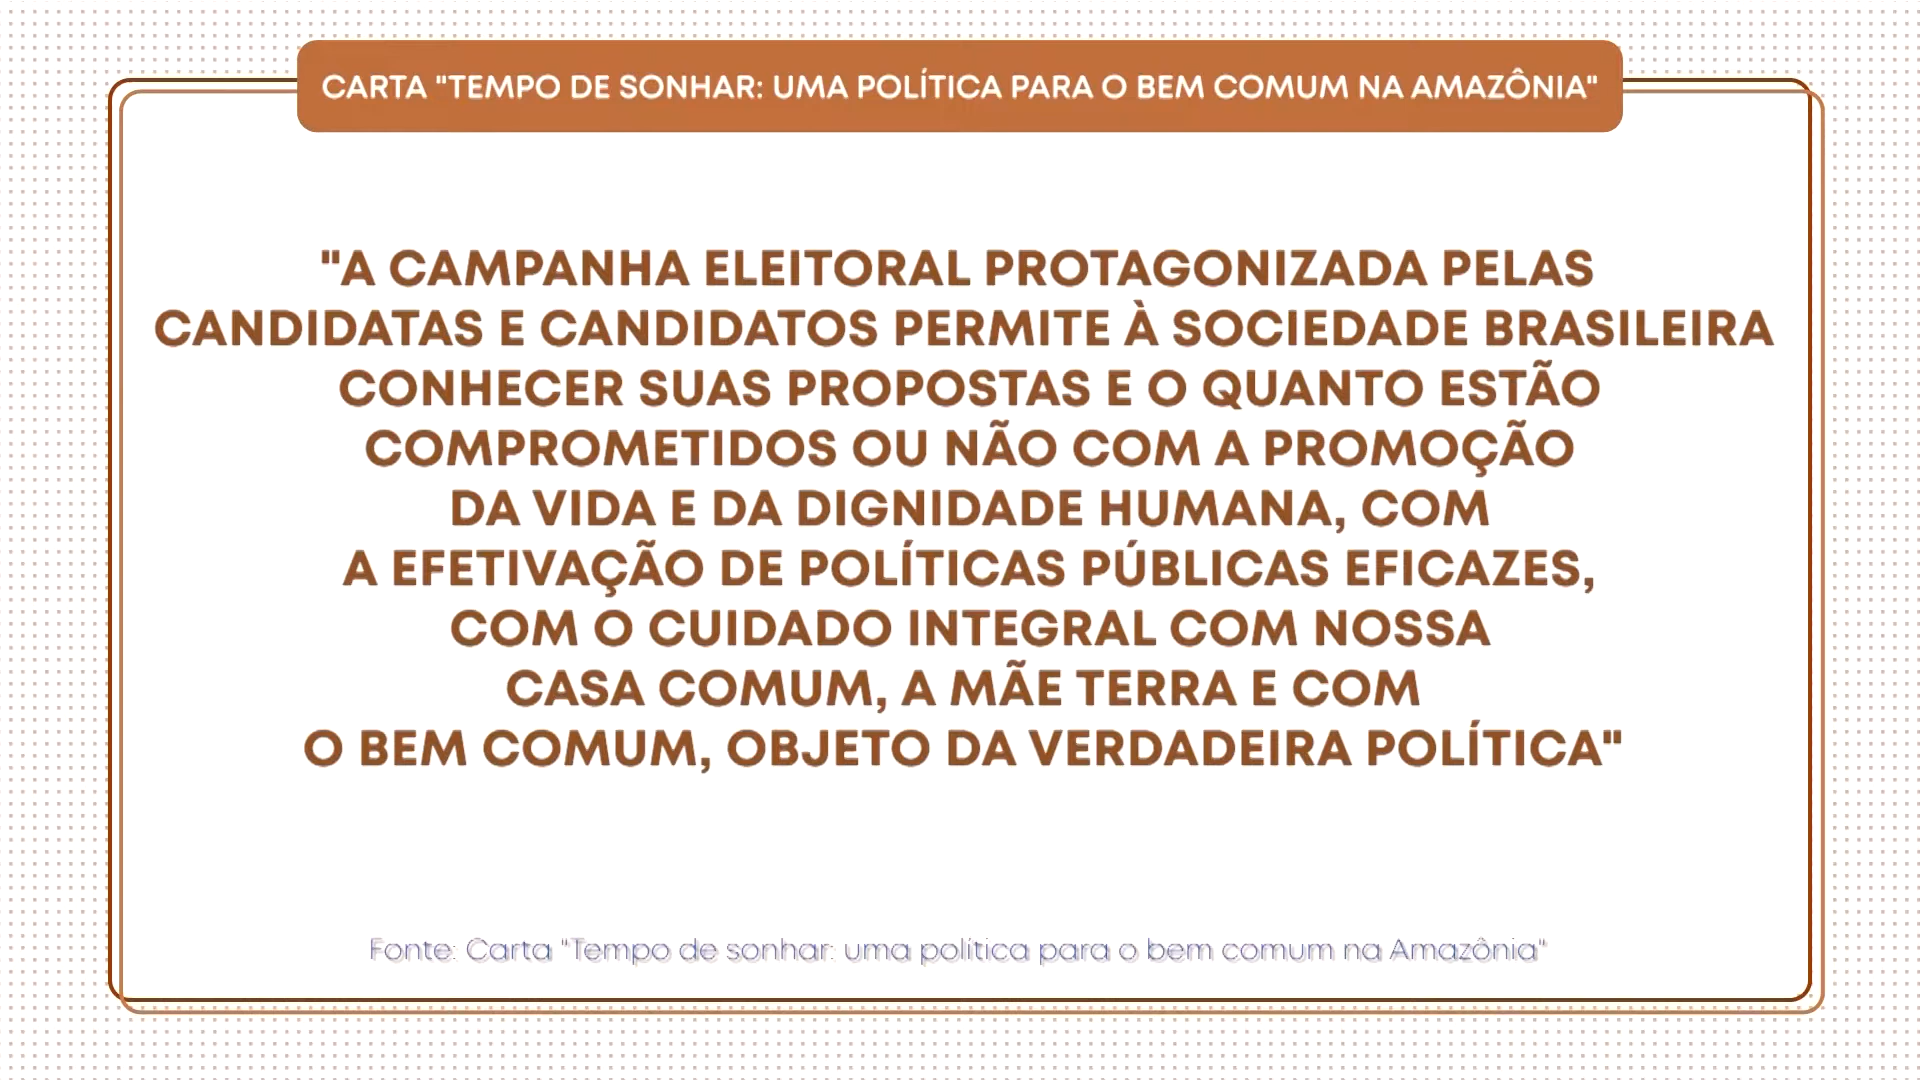 CARTA "TEMPO DE SONHAR: UMA POLÍTICA PARA O BEM COMUM NA AMAZÔNIA"
"A CAMPANHA ELEITORAL PROTAGONIZADA PELAS
CANDIDATAS E CANDIDATOS PERMITE À SOCIEDADE BRASILEIRA
CONHECER SUAS PROPOSTAS E O QUANTO ESTÃO
COMPROMETIDOS OU NÃO COM A PROMOÇÃO
DA VIDA E DA DIGNIDADE HUMANA, COM
A EFETIVAÇÃO DE POLÍTICAS PÚBLICAS EFICAZES,
COM O CUIDADO INTEGRAL COM NOSSA
CASA COMUM, A MÃE TERRA E COM
O BEM COMUM, OBJETO DA VERDADEIRA POLÍTICA"
Fonte: Carta "Tempo de sonhar: uma política para o bem comum na Amazônia"